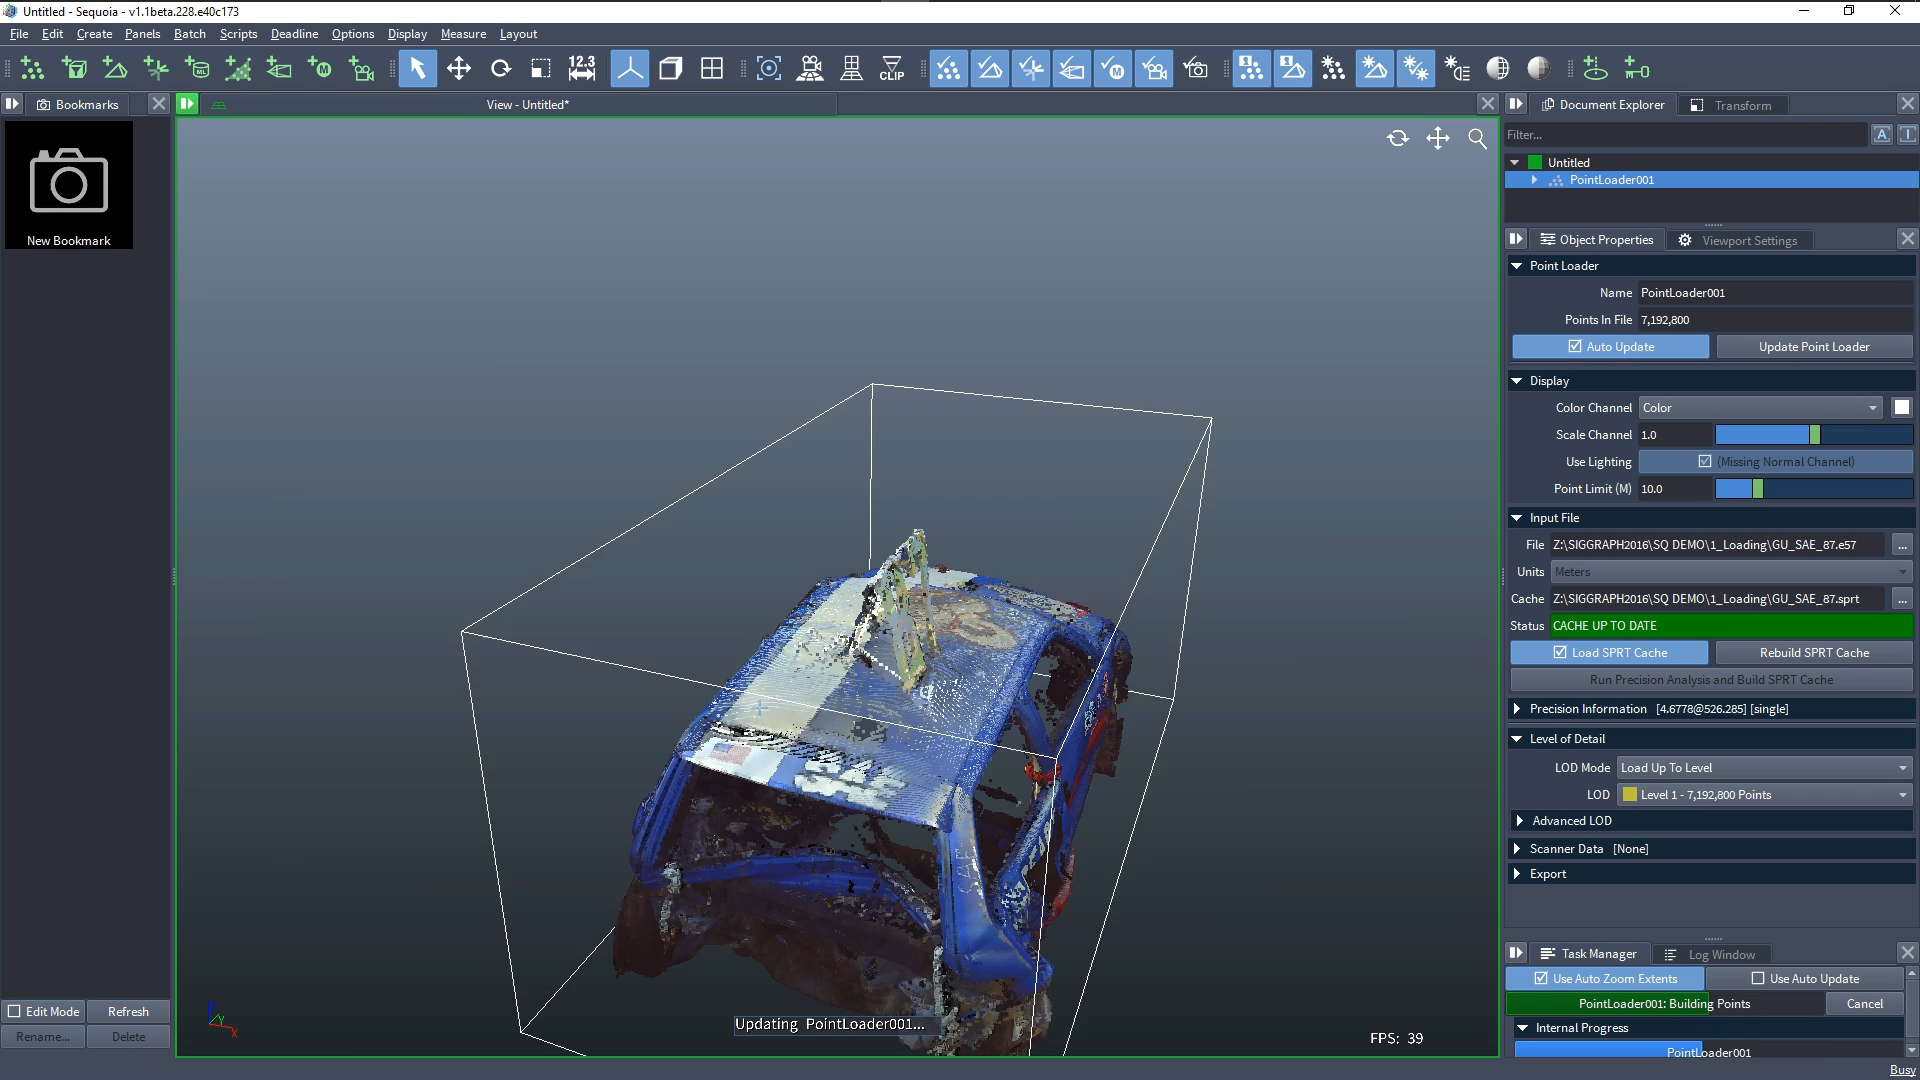 Untitled - Sequoia - v1.1beta.228.e40c173
File Edit Create Panels Batch Scripts Deadline Options Display Measure Layout
ML M 12.3 CLIP M 1 1
Bookmarks
View - Untitled*
Document Explorer Transform
Filter... A I
New Bookmark
Untitled
PointLoader001
Object Properties Viewport Settings
Point Loader
Name PointLoader001
Points In File 7,192,800
Auto Update Update Point Loader
Display
Color Channel Color
Scale Channel 1.0
Use Lighting (Missing Normal Channel)
Point Limit (M) 10.0
Input File
File Z:\SIGGRAPH2016\SQ DEMO\1_Loading\GU_SAE_87.e57 ...
Units Meters
Cache Z:\SIGGRAPH2016\SQ DEMO\1_Loading\GU_SAE_87.sprt ...
Status CACHE UP TO DATE
Load SPRT Cache Rebuild SPRT Cache
Run Precision Analysis and Build SPRT Cache
Precision Information [4.6778@526.285] [single]
Level of Detail
LOD Mode Load Up To Level
LOD Level 1 - 7,192,800 Points
Advanced LOD
Scanner Data [None]
Export
SAE
Task Manager Log Window
Use Auto Zoom Extents Use Auto Update
PointLoader001: Building Points Cancel
Internal Progress
PointLoader001
Busy
Edit Mode Refresh
Rename... Delete
Y
X
Updating PointLoader001...
FPS: 39